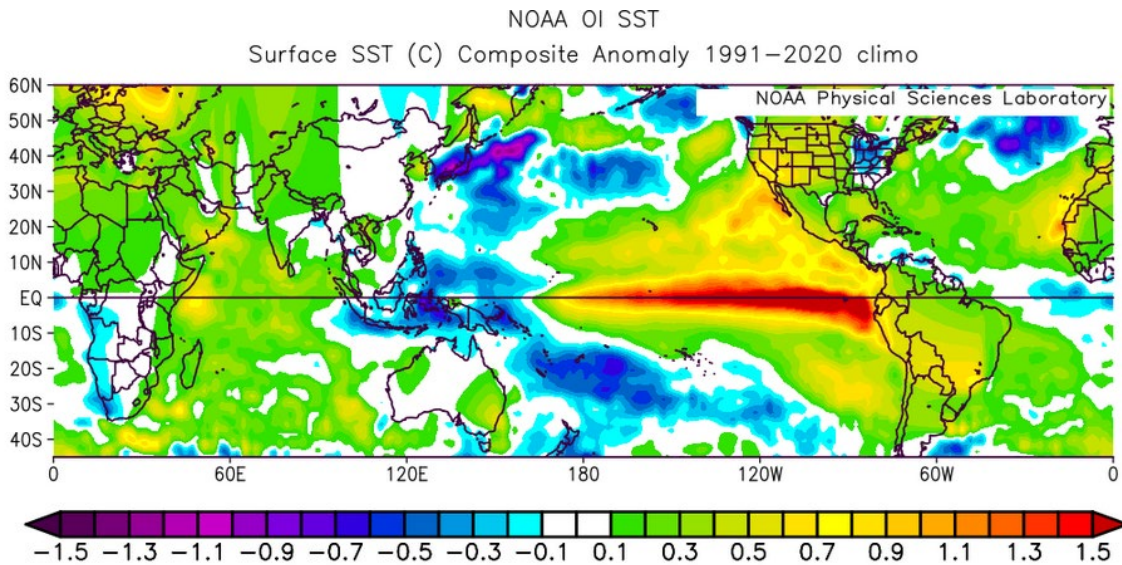 NOAA OI SST
Surface SST (C) Composite Anomaly 1991-2020 climo
NOAA Physical Sciences Laboratory
60N
50N
40N
30N
20N
10N
EQ
10S
20S
30S
40S
0 60E 120E 180 120W 60W 0
-1.5 -1.3 -1.1 -0.9 -0.7 -0.5 -0.3 -0.1 0.1 0.3 0.5 0.7 0.9 1.1 1.3 1.5